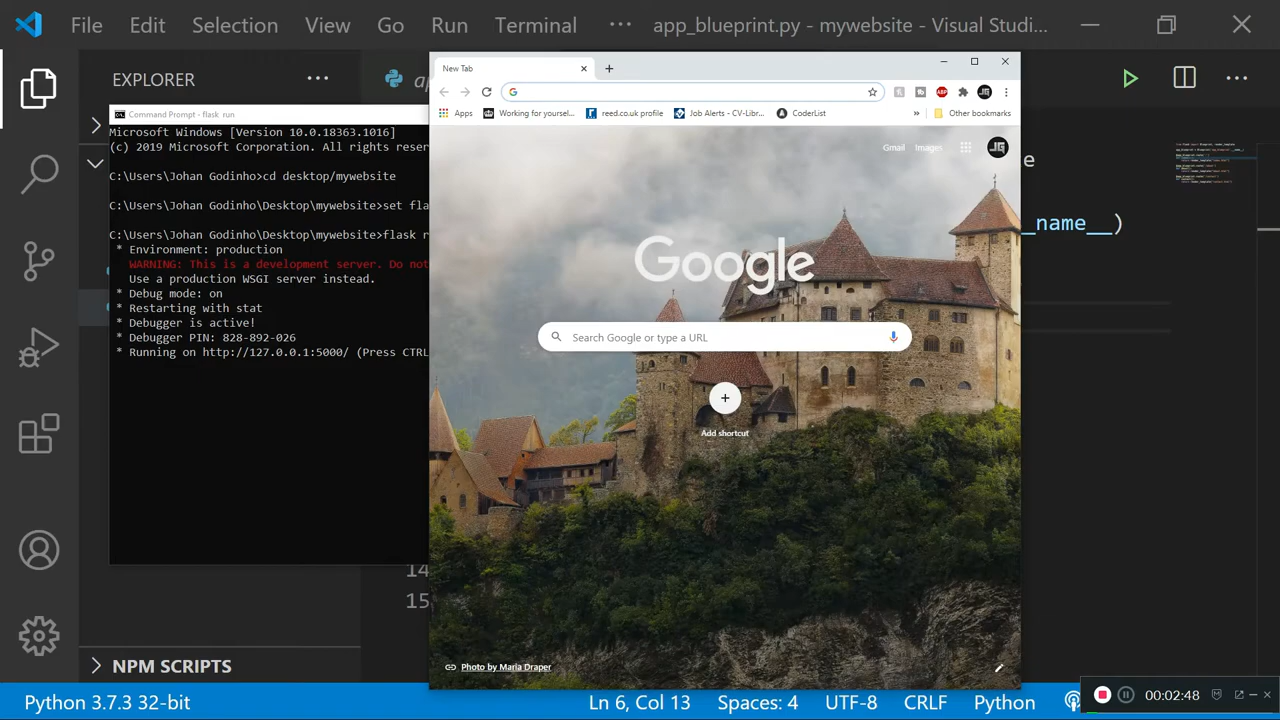 File Edit Selection View Go Run Terminal ··· app_blueprint.py - mywebsite - Visual Studi...
EXPLORER ···
Command Prompt - flask run
Microsoft Windows [Version 10.0.18363.1016]
(c) 2019 Microsoft Corporation. All rights rese
C:\Users\Johan Godinho>cd desktop/mywebsite
C:\Users\Johan Godinho\Desktop\mywebsite>set fla
C:\Users\Johan Godinho\Desktop\mywebsite>flask r
* Environment: production
WARNING: This is a development server. Do not
Use a production WSGI server instead.
* Debug mode: on
* Restarting with stat
* Debugger is active!
* Debugger PIN: 828-892-026
* Running on http://127.0.0.1:5000/ (Press CTRL
New Tab
Apps Working for yoursel... reed.co.uk profile Job Alerts - CV-Libr... CoderList » Other bookmarks
Gmail Images JG
Google
Search Google or type a URL
Add shortcut
Photo by Maria Draper
ap
e
_name__)
14
15
NPM SCRIPTS
Python 3.7.3 32-bit Ln 6, Col 13 Spaces: 4 UTF-8 CRLF Python
00:02:48